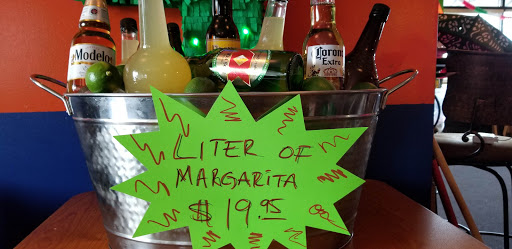 Modelo
Corona
Extra
LITER OF
MARGARITA
$19.95